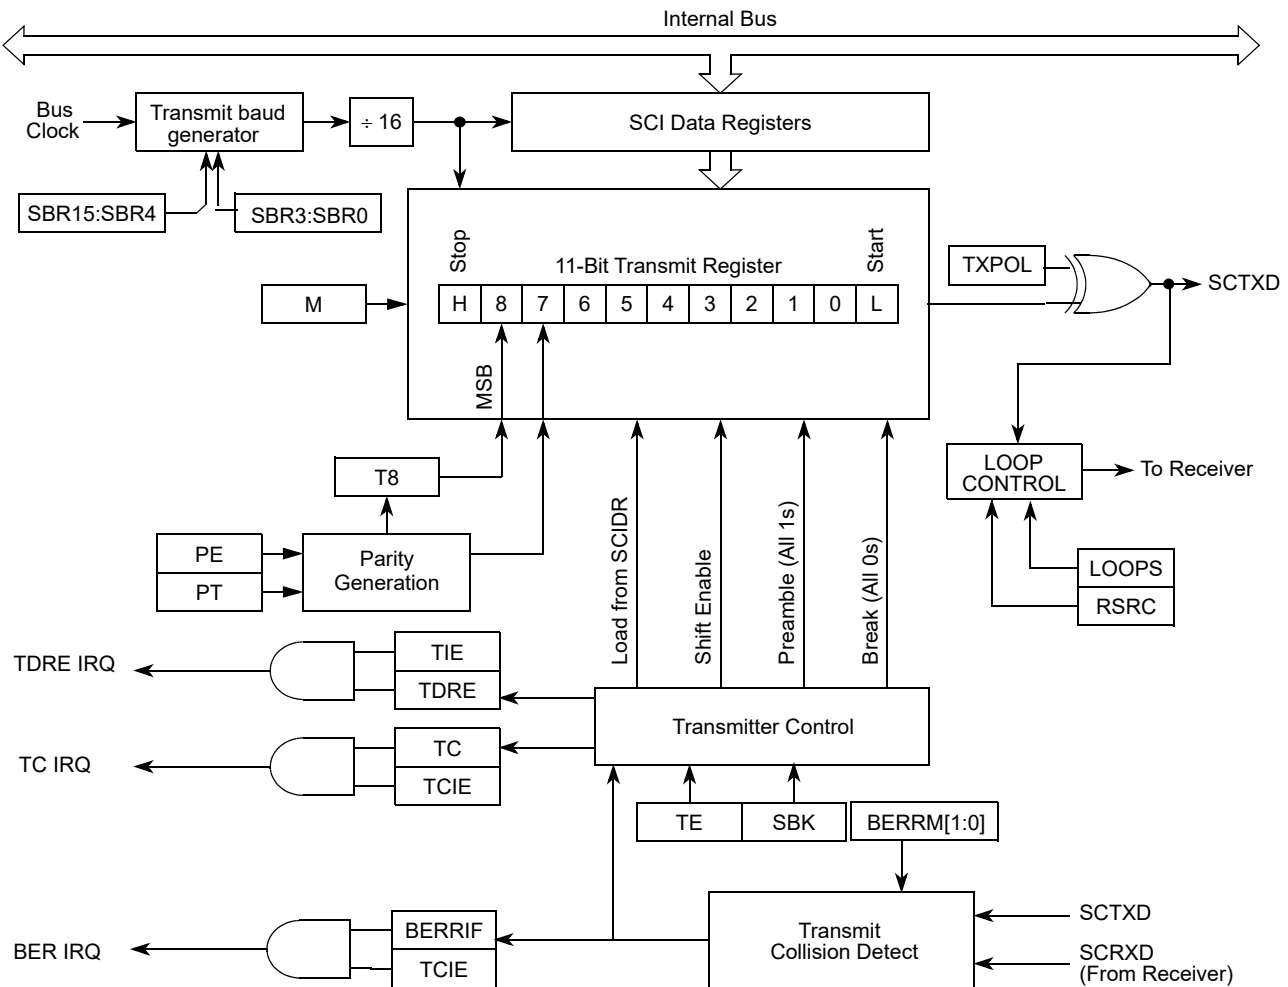 Internal Bus
Bus
Clock
Transmit baud
generator
÷ 16
SCI Data Registers
SBR15:SBR4
SBR3:SBR0
Stop
11-Bit Transmit Register
Start
TXPOL
SCTXD
M
H 8 7 6 5 4 3 2 1 0 L
MSB
T8
LOOP
CONTROL
To Receiver
PE
PT
Parity
Generation
Load from SCIDR
Shift Enable
Preamble (All 1s)
Break (All 0s)
LOOPS
RSRC
TDRE IRQ
TIE
TDRE
Transmitter Control
TC IRQ
TC
TCIE
TE
SBK
BERRM[1:0]
BER IRQ
BERRIF
TCIE
Transmit
Collision Detect
SCTXD
SCRXD
(From Receiver)